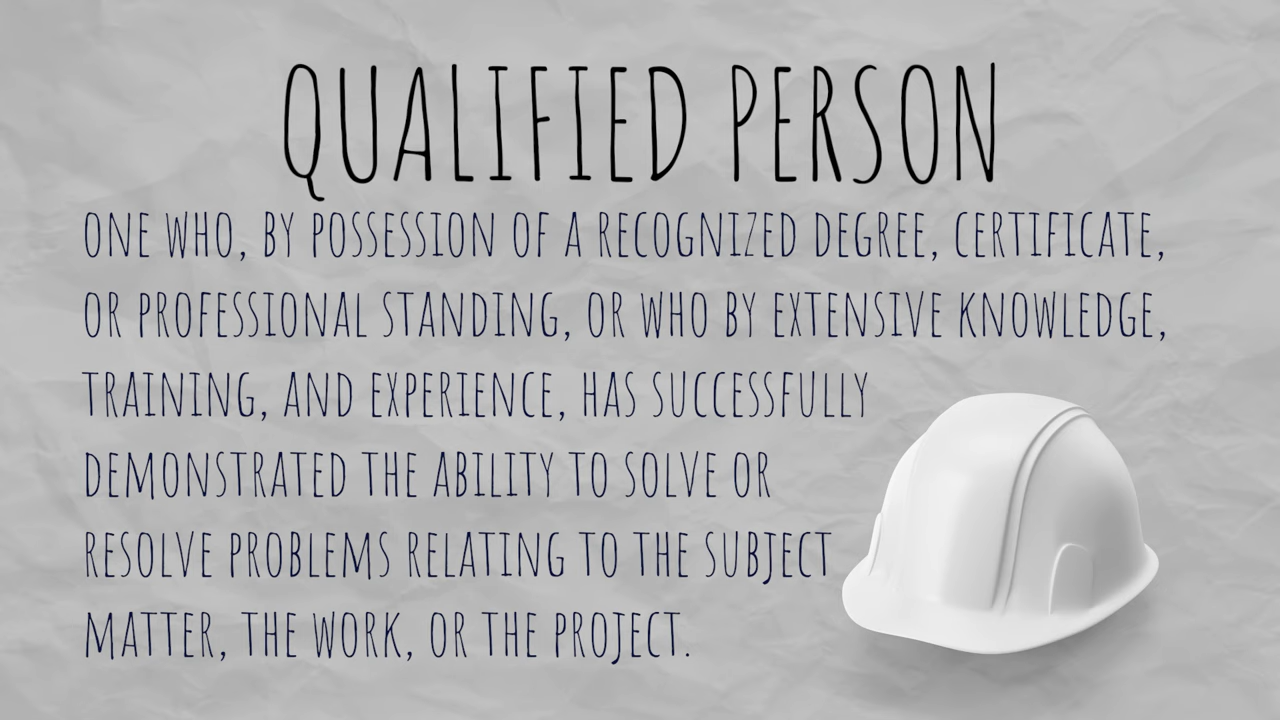 QUALIFIED PERSON
ONE WHO, BY POSSESSION OF A RECOGNIZED DEGREE, CERTIFICATE,
OR PROFESSIONAL STANDING, OR WHO BY EXTENSIVE KNOWLEDGE,
TRAINING, AND EXPERIENCE, HAS SUCCESSFULLY
DEMONSTRATED THE ABILITY TO SOLVE OR
RESOLVE PROBLEMS RELATING TO THE SUBJECT
MATTER, THE WORK, OR THE PROJECT.